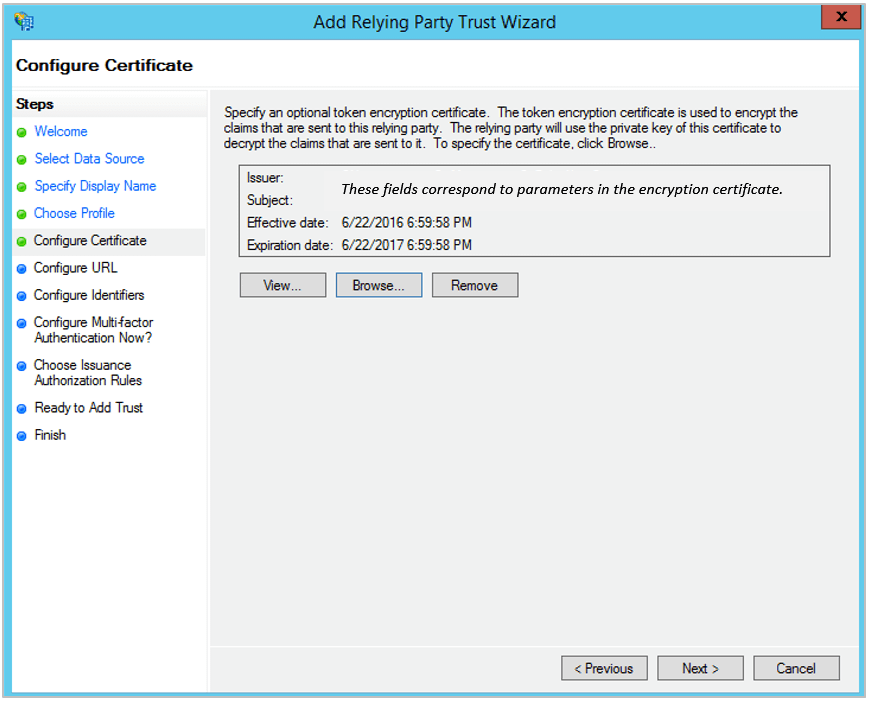 Add Relying Party Trust Wizard
x
Configure Certificate
Steps
Welcome
Select Data Source
Specify Display Name
Choose Profile
Configure Certificate
Configure URL
Configure Identifiers
Configure Multi-factor
Authentication Now?
Choose Issuance
Authorization Rules
Ready to Add Trust
Finish
Specify an optional token encryption certificate.  The token encryption certificate is used to encrypt the
claims that are sent to this relying party.  The relying party will use the private key of this certificate to
decrypt the claims that are sent to it.  To specify the certificate, click Browse..
Issuer:
These fields correspond to parameters in the encryption certificate.
Subject:
Effective date: 6/22/2016 6:59:58 PM
Expiration date: 6/22/2017 6:59:58 PM
View... Browse... Remove
< Previous Next > Cancel